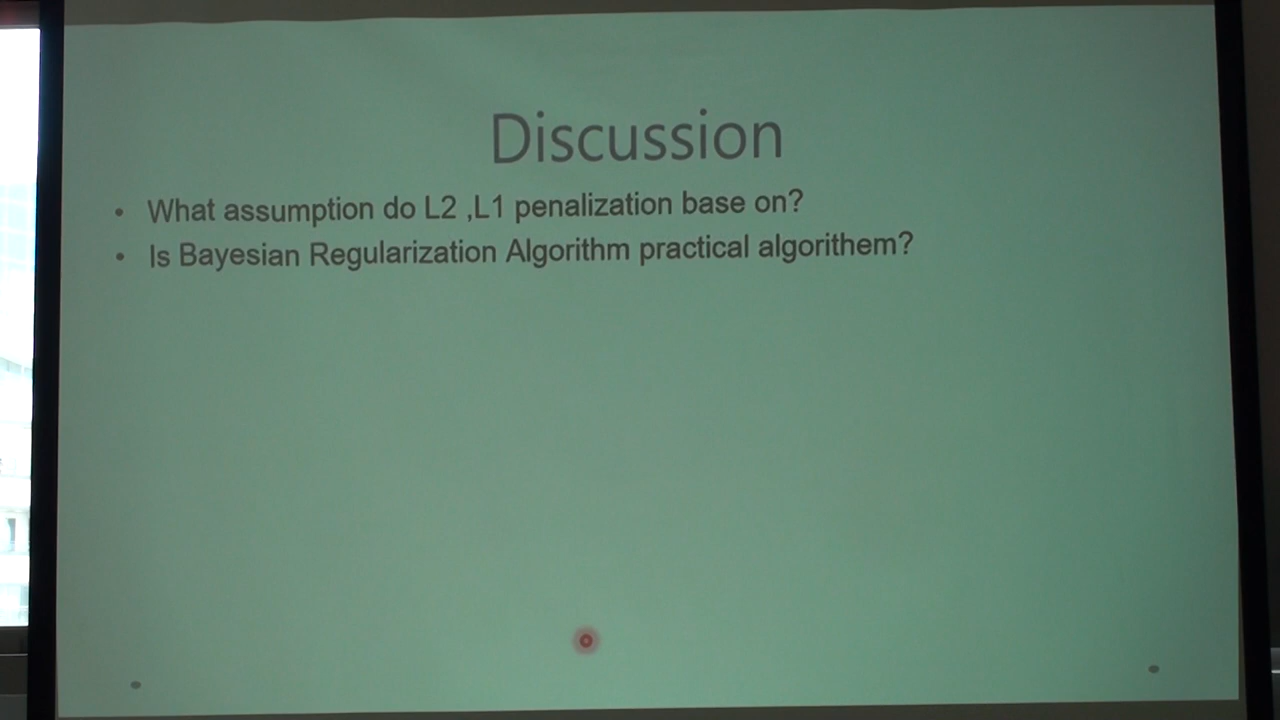 Discussion
• What assumption do L2 ,L1 penalization base on?
• Is Bayesian Regularization Algorithm practical algorithem?